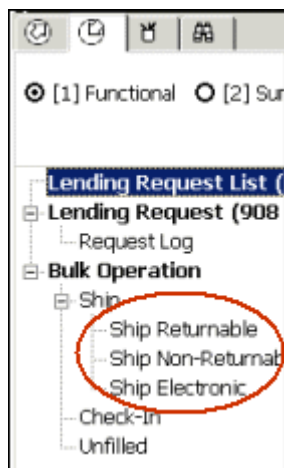 [1] Functional [2] Sur
Lending Request List (
Lending Request (908
Request Log
Bulk Operation
Ship
Ship Returnable
Ship Non-Returnab
Ship Electronic
Check-In
Unfilled